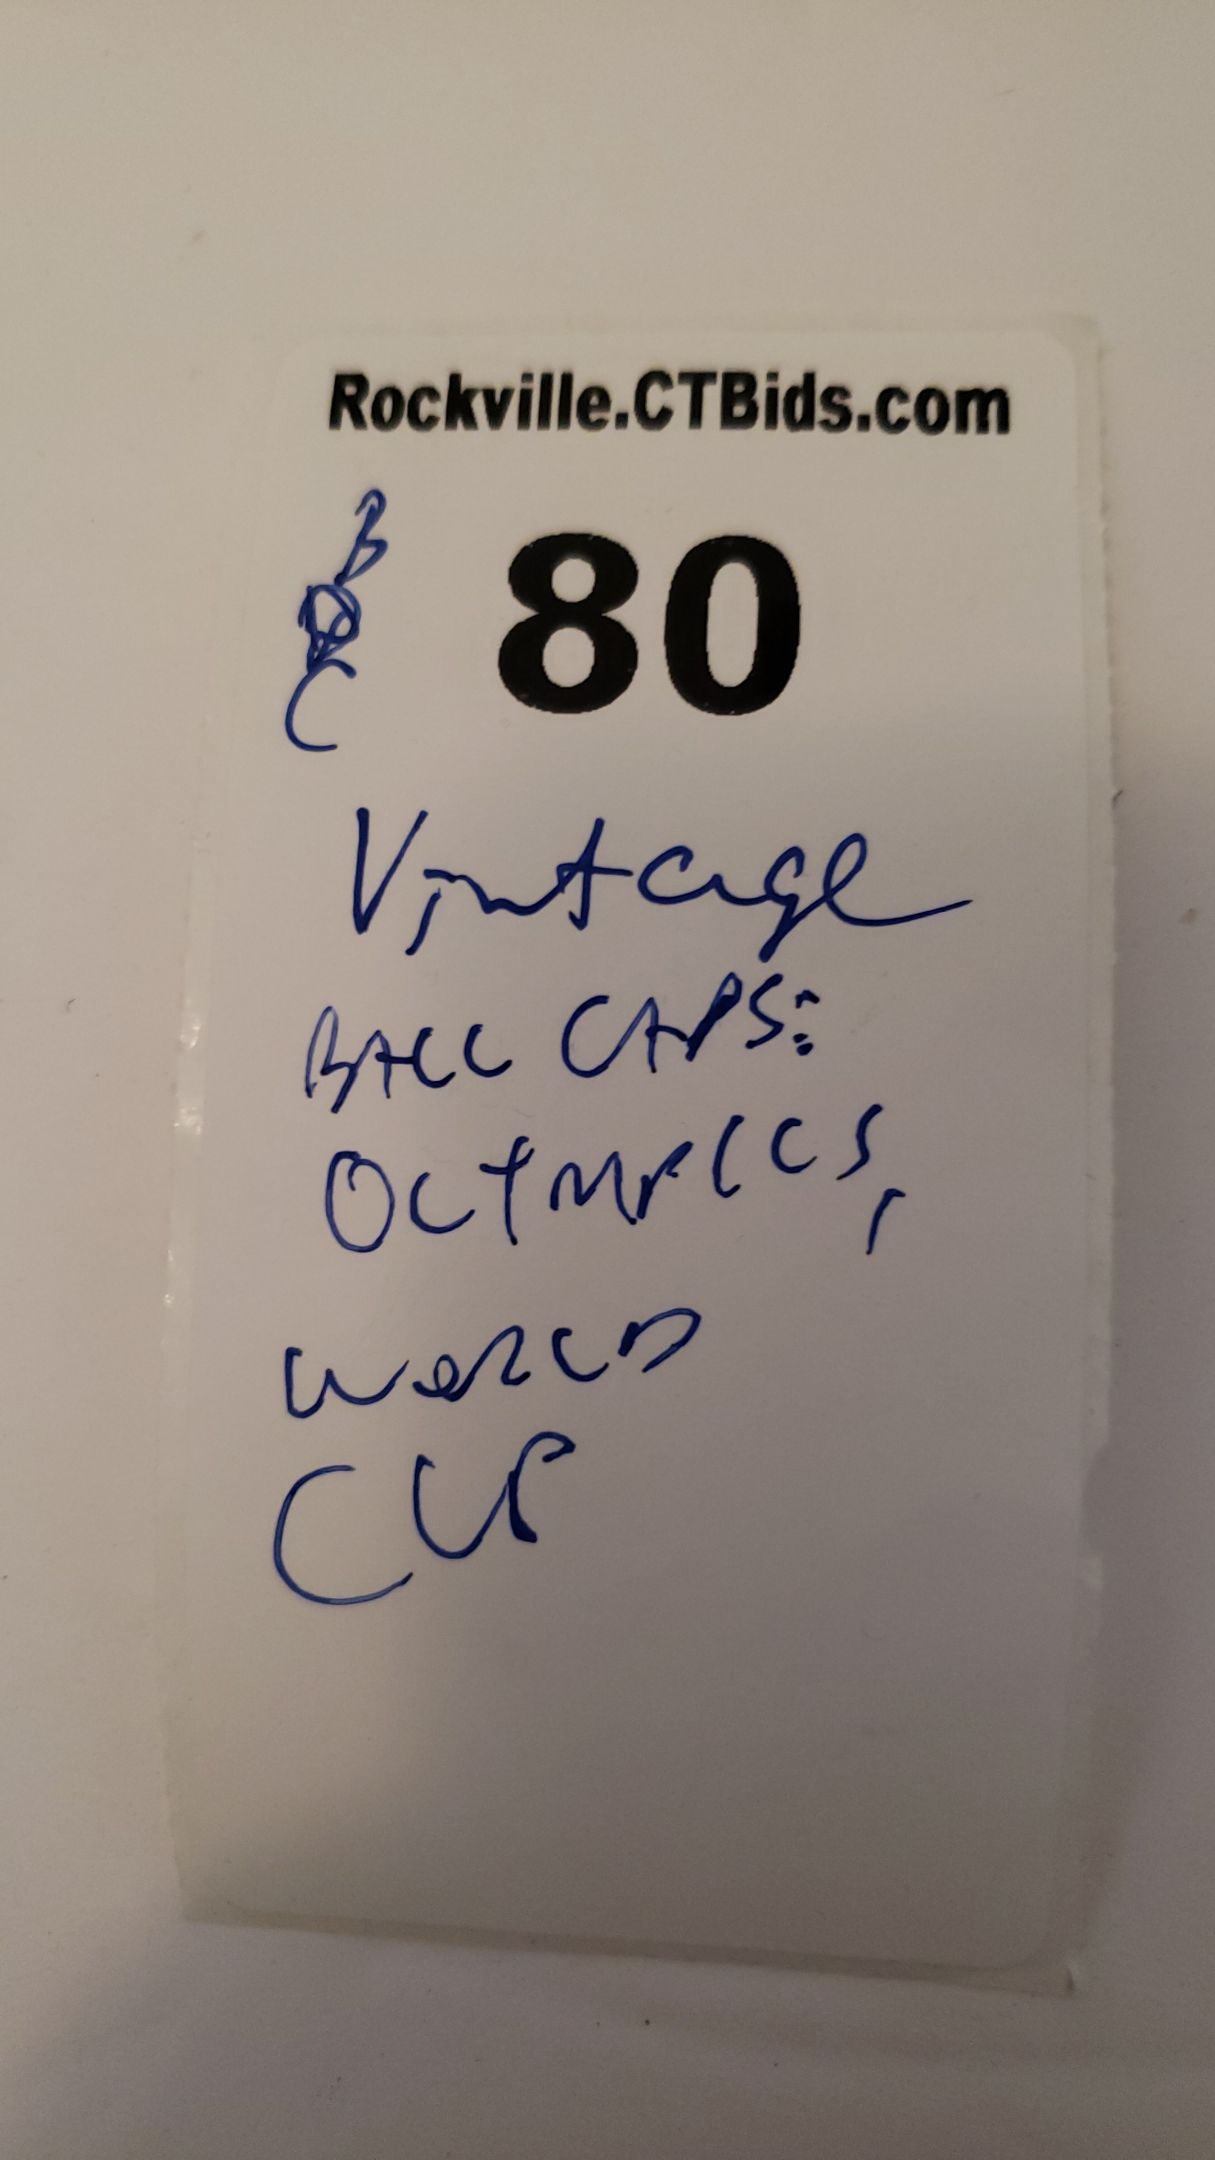 Rockville.CTBids.com
B
C
80
Vintage
BALL CAPS:
OLYMPICS,
WORLD
CUP